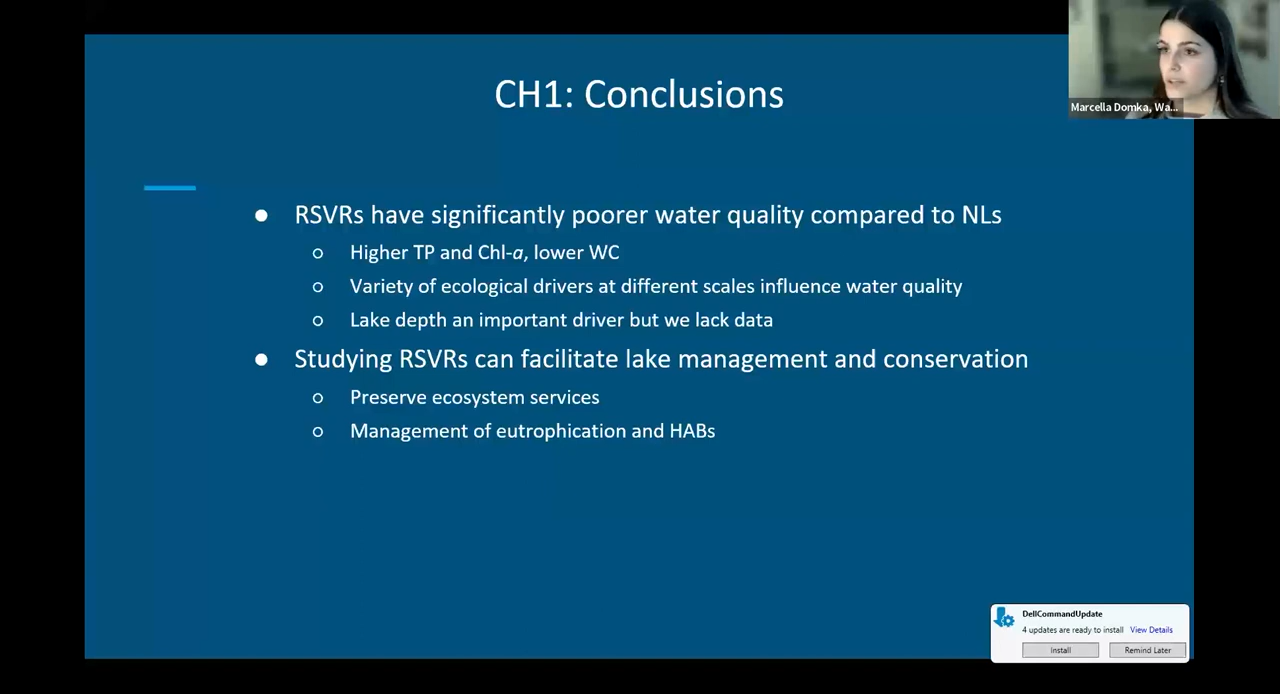 CH1: Conclusions
Marcella Domka, Wa...
● RSVRs have significantly poorer water quality compared to NLs
○ Higher TP and Chl-a, lower WC
○ Variety of ecological drivers at different scales influence water quality
○ Lake depth an important driver but we lack data
● Studying RSVRs can facilitate lake management and conservation
○ Preserve ecosystem services
○ Management of eutrophication and HABs
DellCommandUpdate
4 updates are ready to install View Details
Install Remind Later